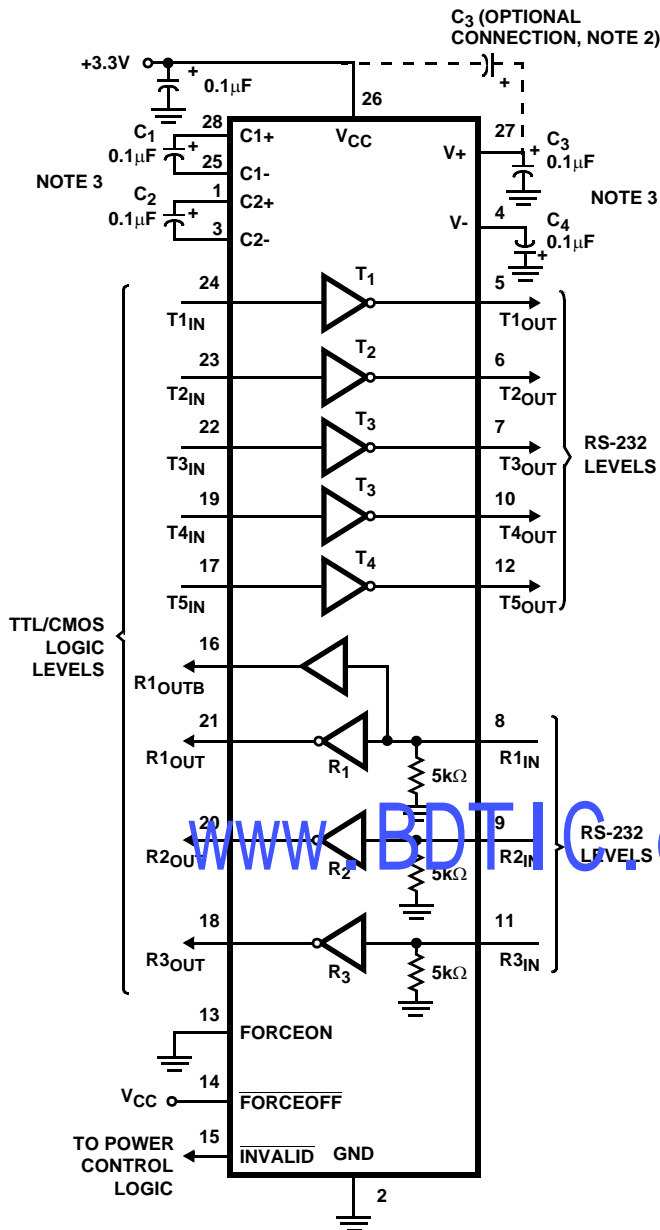 C3 (OPTIONAL
CONNECTION, NOTE 2)
+
+3.3V
+
0.1μF
26
VCC
28
C1+
C1
0.1μF
+
25
C1-
NOTE 3
1
C2+
C2
0.1μF
+
3
C2-
27
V+
+
C3
0.1μF
NOTE 3
4
V-
C4
0.1μF
+
24
T1IN
T1
5
T1OUT
23
T2IN
T2
6
T2OUT
22
T3IN
T3
7
T3OUT
RS-232
LEVELS
19
T4IN
T3
10
T4OUT
17
T5IN
T4
12
T5OUT
TTL/CMOS
LOGIC
LEVELS
16
R1OUTB
21
R1OUT
R1
8
R1IN
5kΩ
20
R2OUT
R2
9
R2IN
5kΩ
RS-232
LEVELS
www.BDTIC.
18
R3OUT
R3
11
R3IN
5kΩ
13
FORCEON
14
VCC
FORCEOFF
15
TO POWER
CONTROL
LOGIC
INVALID
GND
2